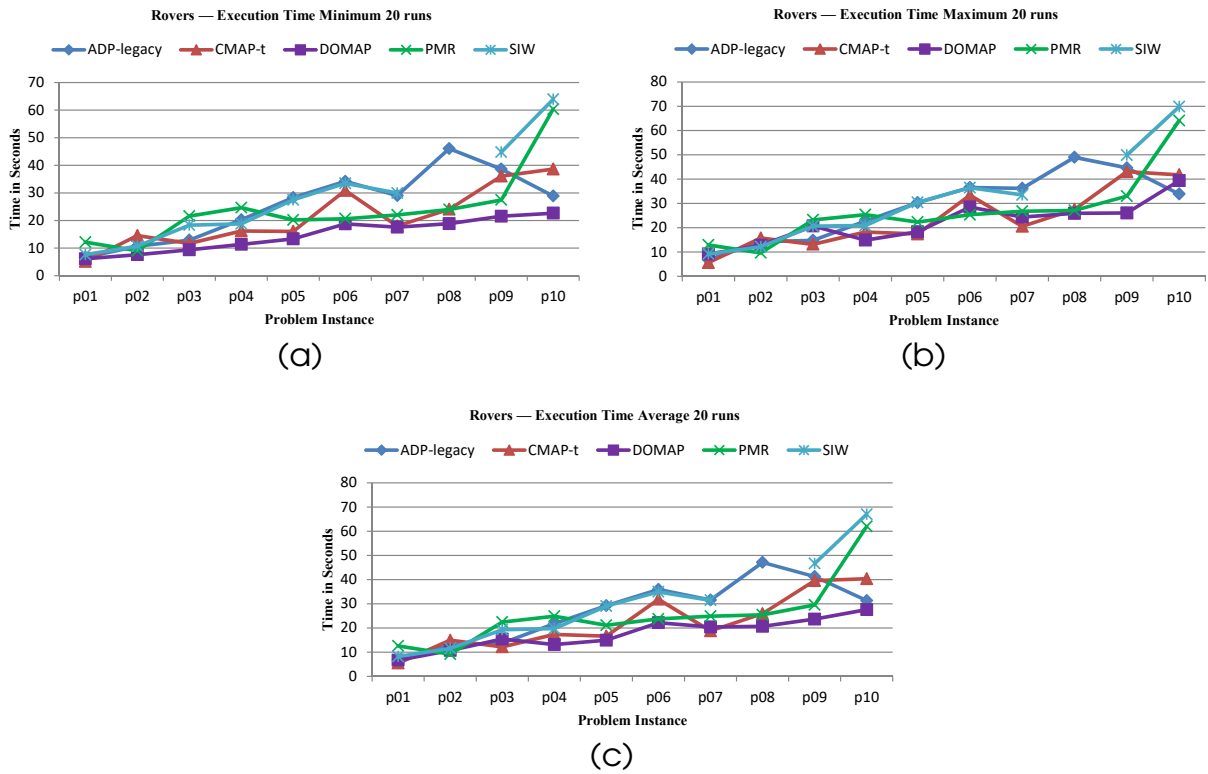 Rovers — Execution Time Minimum 20 runs
ADP-legacy CMAP-t DOMAP PMR SIW
Time in Seconds
70
60
50
40
30
20
10
0
p01 p02 p03 p04 p05 p06 p07 p08 p09 p10
Problem Instance
(a)
Rovers — Execution Time Maximum 20 runs
ADP-legacy CMAP-t DOMAP PMR SIW
Time in Seconds
80
70
60
50
40
30
20
10
0
p01 p02 p03 p04 p05 p06 p07 p08 p09 p10
Problem Instance
(b)
Rovers — Execution Time Average 20 runs
ADP-legacy CMAP-t DOMAP PMR SIW
Time in Seconds
80
70
60
50
40
30
20
10
0
p01 p02 p03 p04 p05 p06 p07 p08 p09 p10
Problem Instance
(c)